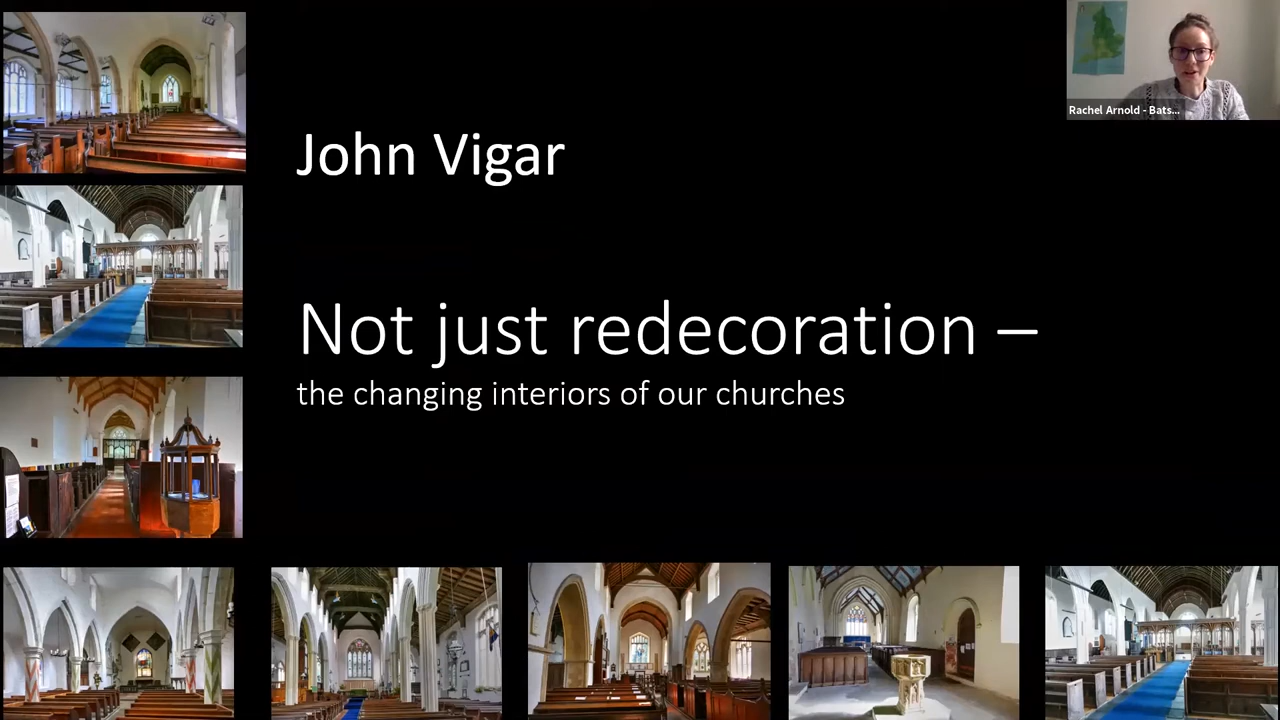 Rachel Arnold - Bats...
John Vigar
Not just redecoration –
the changing interiors of our churches